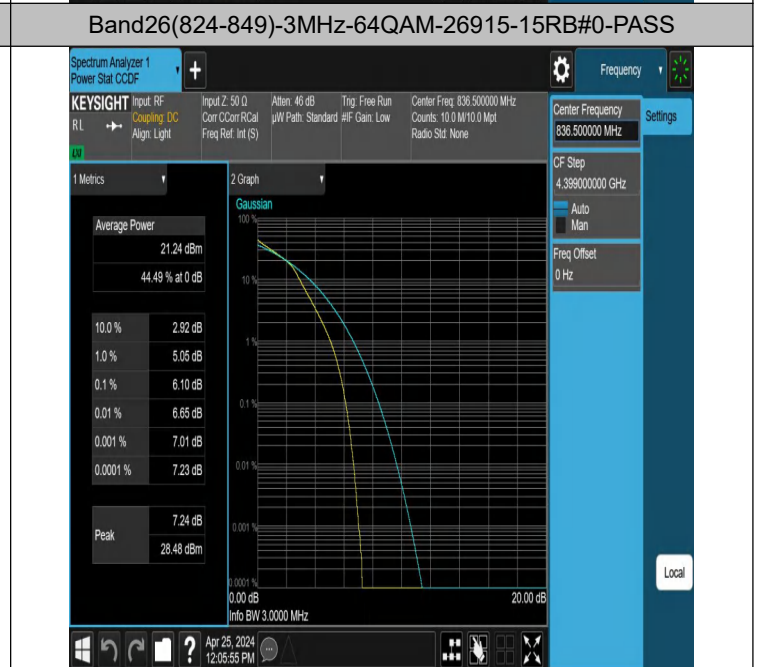 Band26(824-849)-3MHz-64QAM-26915-15RB#0-PASS
Spectrum Analyzer 1
Power Stat CCDF
Frequency
KEYSIGHT
Input: RF
Input Z: 50 Ω
Atten: 46 dB
Trig: Free Run
Center Freq: 836.500000 MHz
RL
Coupling: DC
Corr CCorr RCal
µW Path: Standard
#IF Gain: Low
Counts: 10.0 M/10.0 Mpt
Align: Light
Freq Ref: Int (S)
Radio Std: None
LXI
Center Frequency
836.500000 MHz
Settings
CF Step
4.399000000 GHz
Auto
Man
Freq Offset
0 Hz
1 Metrics
2 Graph
Gaussian
Average Power
21.24 dBm
44.49 % at 0 dB
10.0 % 2.92 dB
1.0 % 5.05 dB
0.1 % 6.10 dB
0.01 % 6.65 dB
0.001 % 7.01 dB
0.0001 % 7.23 dB
Peak
7.24 dB
28.48 dBm
100 %
10 %
1 %
0.1 %
0.01 %
0.001 %
0.0001 %
0.00 dB
20.00 dB
Info BW 3.0000 MHz
Local
?
Apr 25, 2024
12:05:55 PM